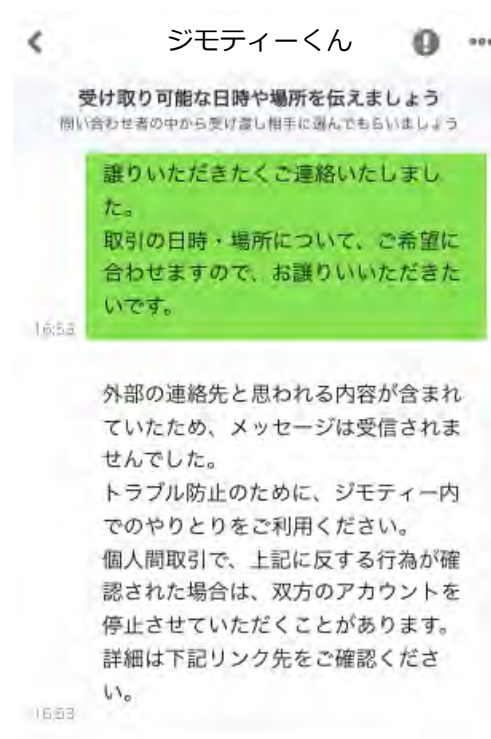 ジモティーくん
受け取り可能な日時や場所を伝えましょう
問い合わせ者の中から受け渡し相手に選んでもらいましょう
譲りいただきたくご連絡いたしまし
た。
取引の日時・場所について、ご希望に
合わせますので、お譲りいいただきた
いです。
16:53
外部の連絡先と思われる内容が含まれ
ていたため、メッセージは受信されま
せんでした。
トラブル防止のために、ジモティー内
でのやりとりをご利用ください。
個人間取引で、上記に反する行為が確
認された場合は、双方のアカウントを
停止させていただくことがあります。
詳細は下記リンク先をご確認くださ
い。
16:53